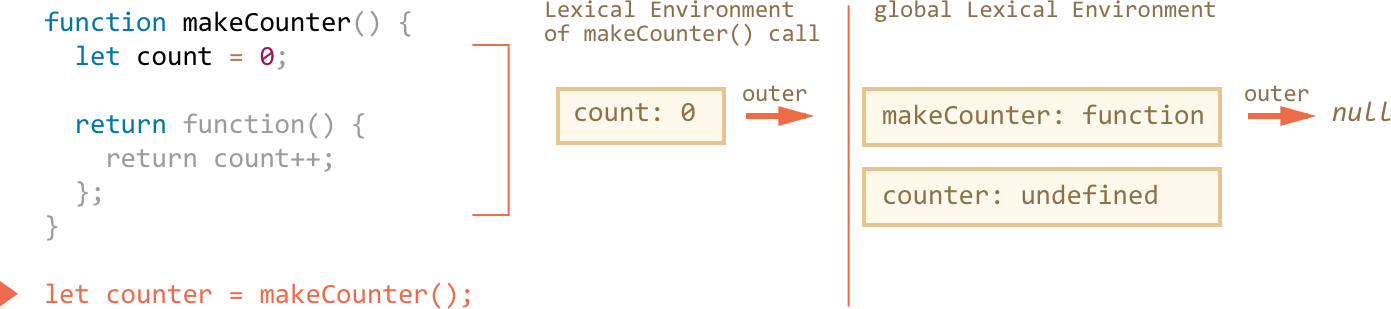 function makeCounter() {
  let count = 0;

  return function() {
    return count++;
  };
}

let counter = makeCounter();
Lexical Environment
of makeCounter() call
count: 0
outer
global Lexical Environment
makeCounter: function
counter: undefined
outer
null